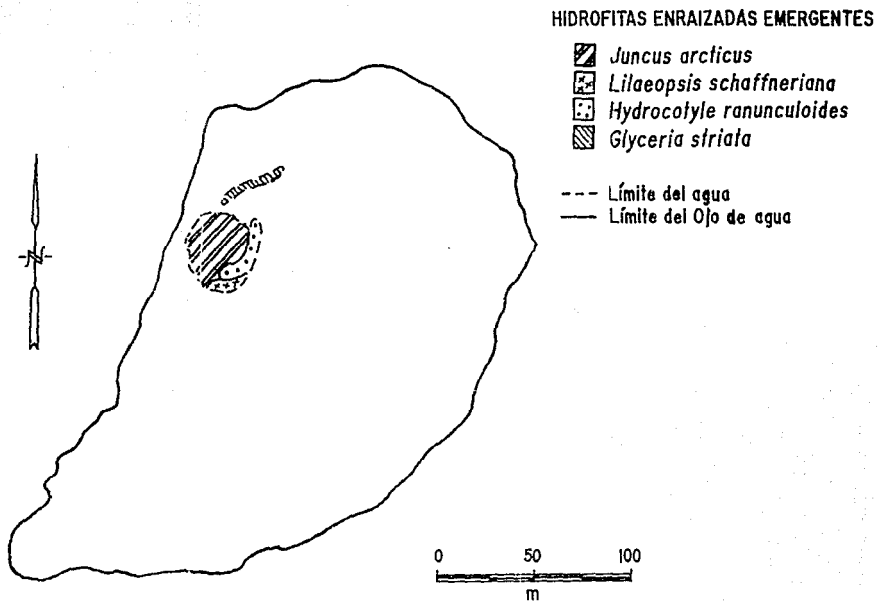 HIDROFITAS ENRAIZADAS EMERGENTES
Juncus arcticus
Lilaeopsis schaffneriana
Hydrocotyle ranunculoides
Glyceria striata
Límite del agua
Límite del Ojo de agua
N
0 50 100
m